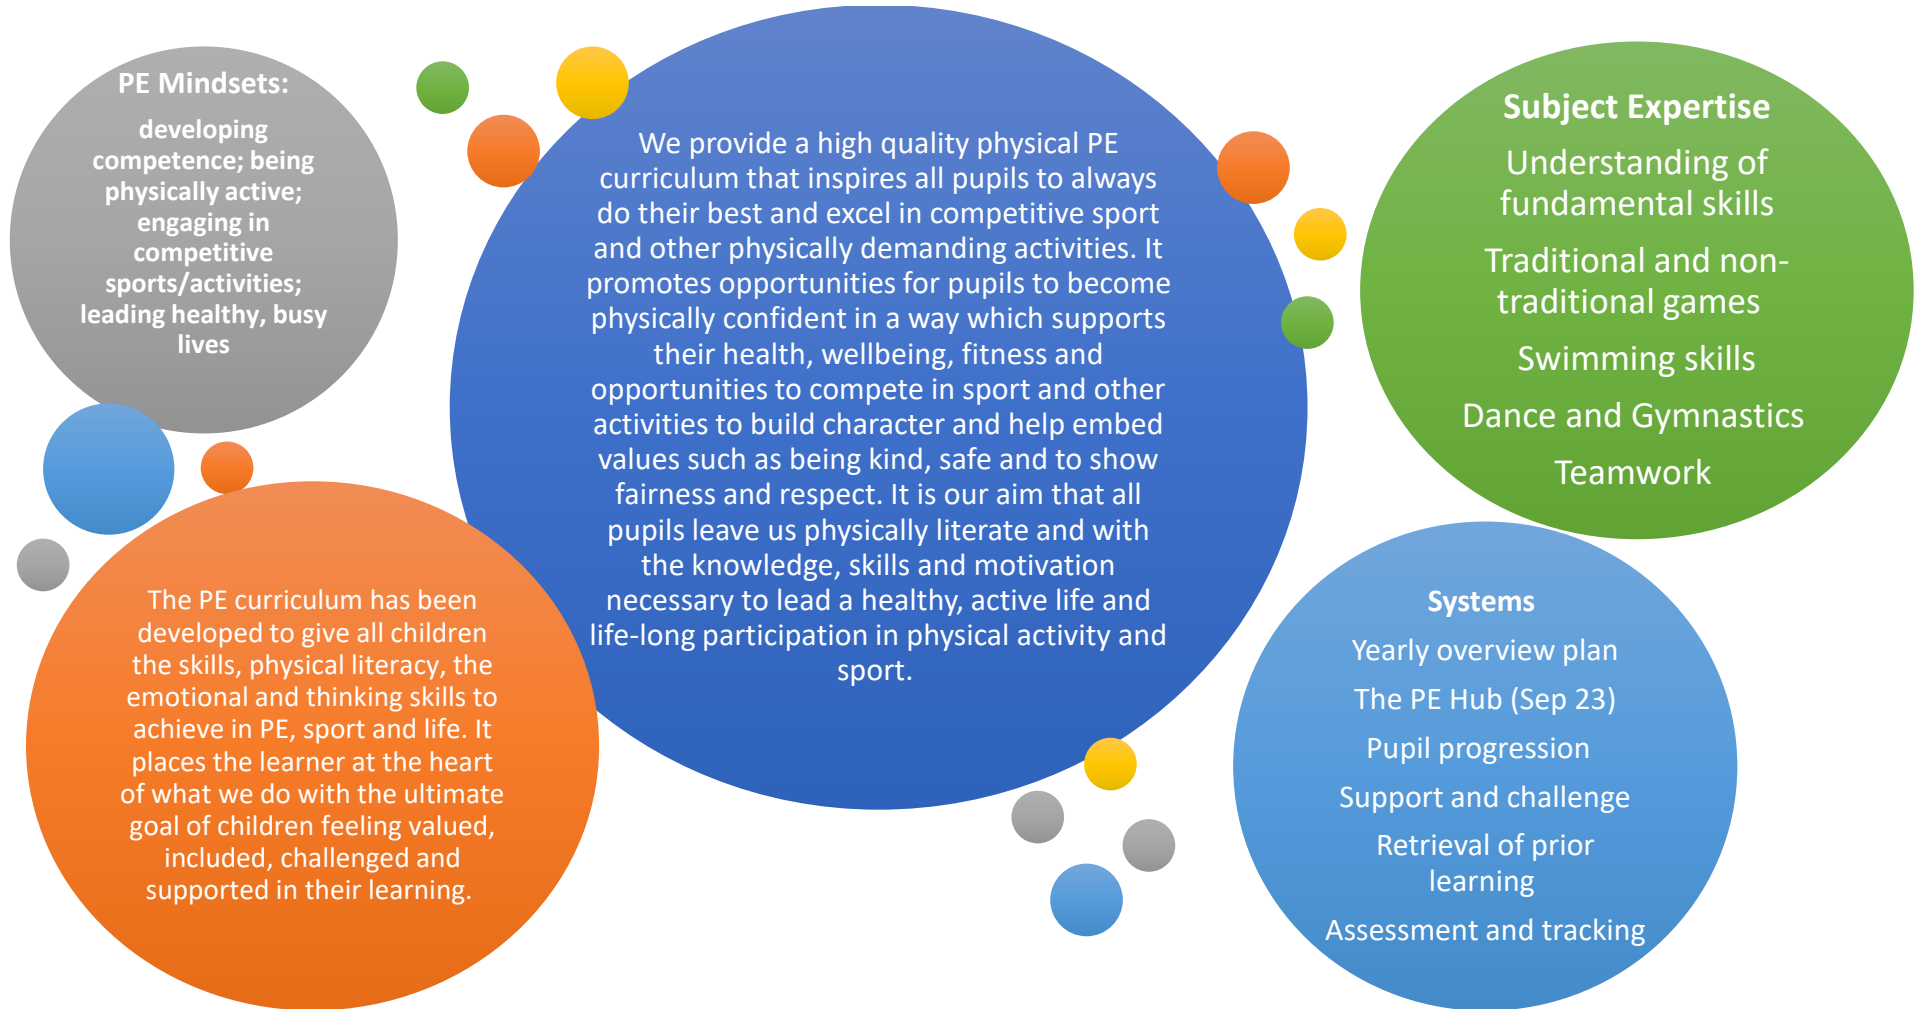 PE Mindsets:
developing
competence; being
physically active;
engaging in
competitive
sports/activities;
leading healthy, busy
lives
We provide a high quality physical PE
curriculum that inspires all pupils to always
do their best and excel in competitive sport
and other physically demanding activities. It
promotes opportunities for pupils to become
physically confident in a way which supports
their health, wellbeing, fitness and
opportunities to compete in sport and other
activities to build character and help embed
values such as being kind, safe and to show
fairness and respect. It is our aim that all
pupils leave us physically literate and with
the knowledge, skills and motivation
necessary to lead a healthy, active life and
life-long participation in physical activity and
sport.
Subject Expertise
Understanding of
fundamental skills
Traditional and non-
traditional games
Swimming skills
Dance and Gymnastics
Teamwork
The PE curriculum has been
developed to give all children
the skills, physical literacy, the
emotional and thinking skills to
achieve in PE, sport and life. It
places the learner at the heart
of what we do with the ultimate
goal of children feeling valued,
included, challenged and
supported in their learning.
Systems
Yearly overview plan
The PE Hub (Sep 23)
Pupil progression
Support and challenge
Retrieval of prior
learning
Assessment and tracking